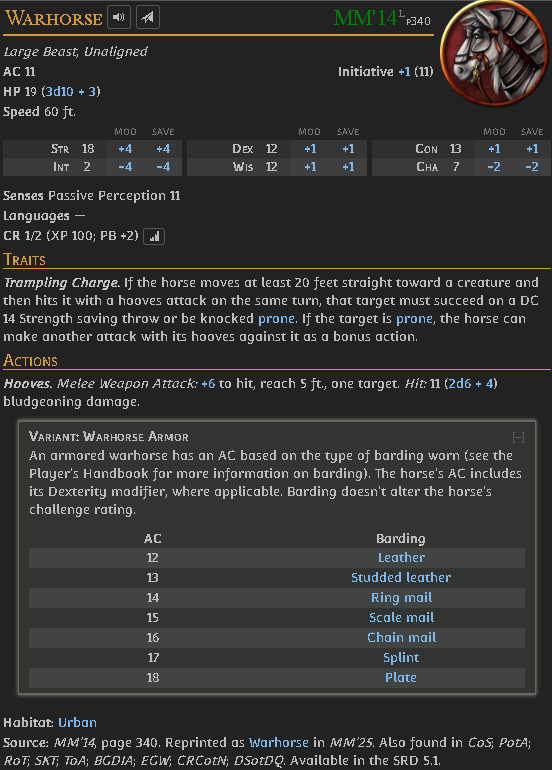 Warhorse MM'14L p340
Large Beast, Unaligned
AC 11 Initiative +1 (11)
HP 19 (3d10 + 3)
Speed 60 ft.
MOD SAVE MOD SAVE MOD SAVE
Str 18 +4 +4 Dex 12 +1 +1 Con 13 +1 +1
Int 2 –4 –4 Wis 12 +1 +1 Cha 7 –2 –2
Senses Passive Perception 11
Languages —
CR 1/2 (XP 100; PB +2)
Traits
Trampling Charge. If the horse moves at least 20 feet straight toward a creature and
then hits it with a hooves attack on the same turn, that target must succeed on a DC
14 Strength saving throw or be knocked prone. If the target is prone, the horse can
make another attack with its hooves against it as a bonus action.
Actions
Hooves. Melee Weapon Attack: +6 to hit, reach 5 ft., one target. Hit: 11 (2d6 + 4)
bludgeoning damage.
Variant: Warhorse Armor [–]
An armored warhorse has an AC based on the type of barding worn (see the
Player's Handbook for more information on barding). The horse's AC includes
its Dexterity modifier, where applicable. Barding doesn't alter the horse's
challenge rating.
AC Barding
12 Leather
13 Studded leather
14 Ring mail
15 Scale mail
16 Chain mail
17 Splint
18 Plate
Habitat: Urban
Source: MM'14, page 340. Reprinted as Warhorse in MM'25. Also found in CoS; PotA;
RoT; SKT; ToA; BGDIA; EGW; CRCotN; DSotDQ. Available in the SRD 5.1.